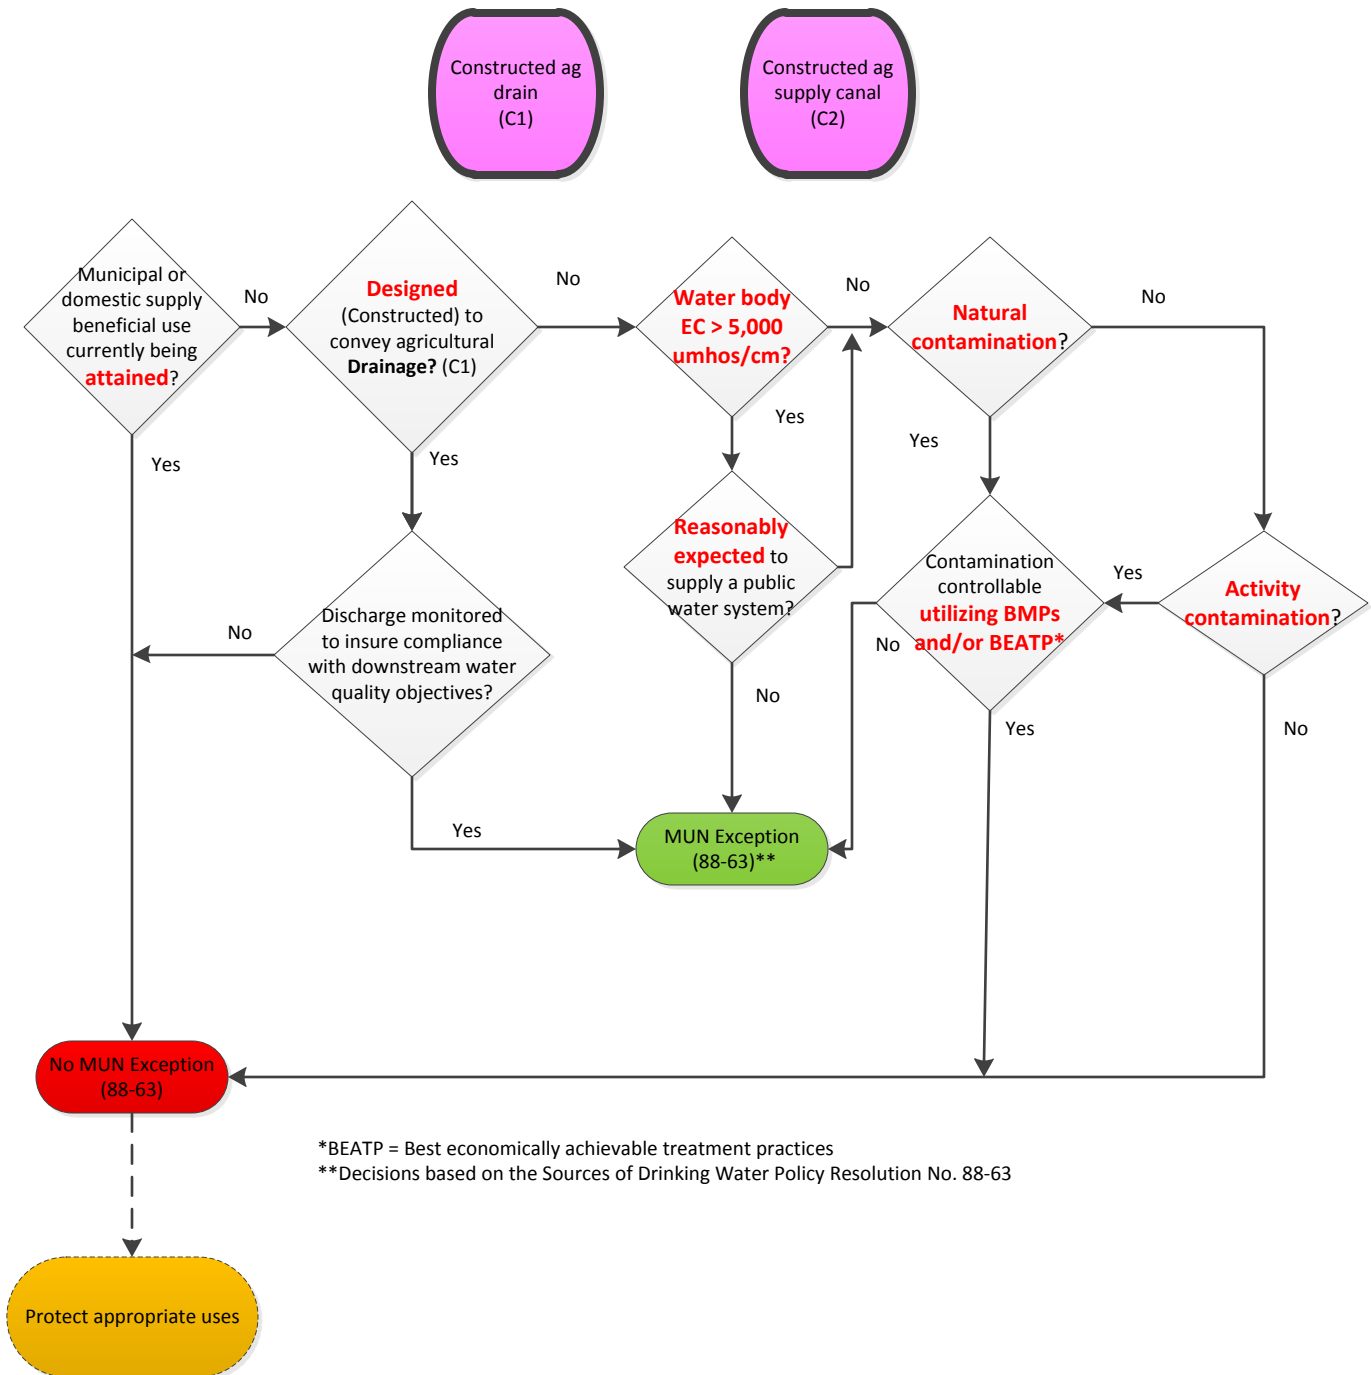 Constructed ag
drain
(C1)
Constructed ag
supply canal
(C2)
Municipal or
domestic supply
beneficial use
currently being
attained?
No
Designed
(Constructed) to
convey agricultural
Drainage? (C1)
No
Water body
EC > 5,000
umhos/cm?
No
Natural
contamination?
No
Yes
Yes
Yes
Yes
Discharge monitored
to insure compliance
with downstream water
quality objectives?
No
Reasonably
expected to
supply a public
water system?
No
Contamination
controllable
utilizing BMPs
and/or BEATP*
No
Yes
Yes
Activity
contamination?
No
Yes
MUN Exception
(88-63)**
No MUN Exception
(88-63)
*BEATP = Best economically achievable treatment practices
**Decisions based on the Sources of Drinking Water Policy Resolution No. 88-63
Protect appropriate uses